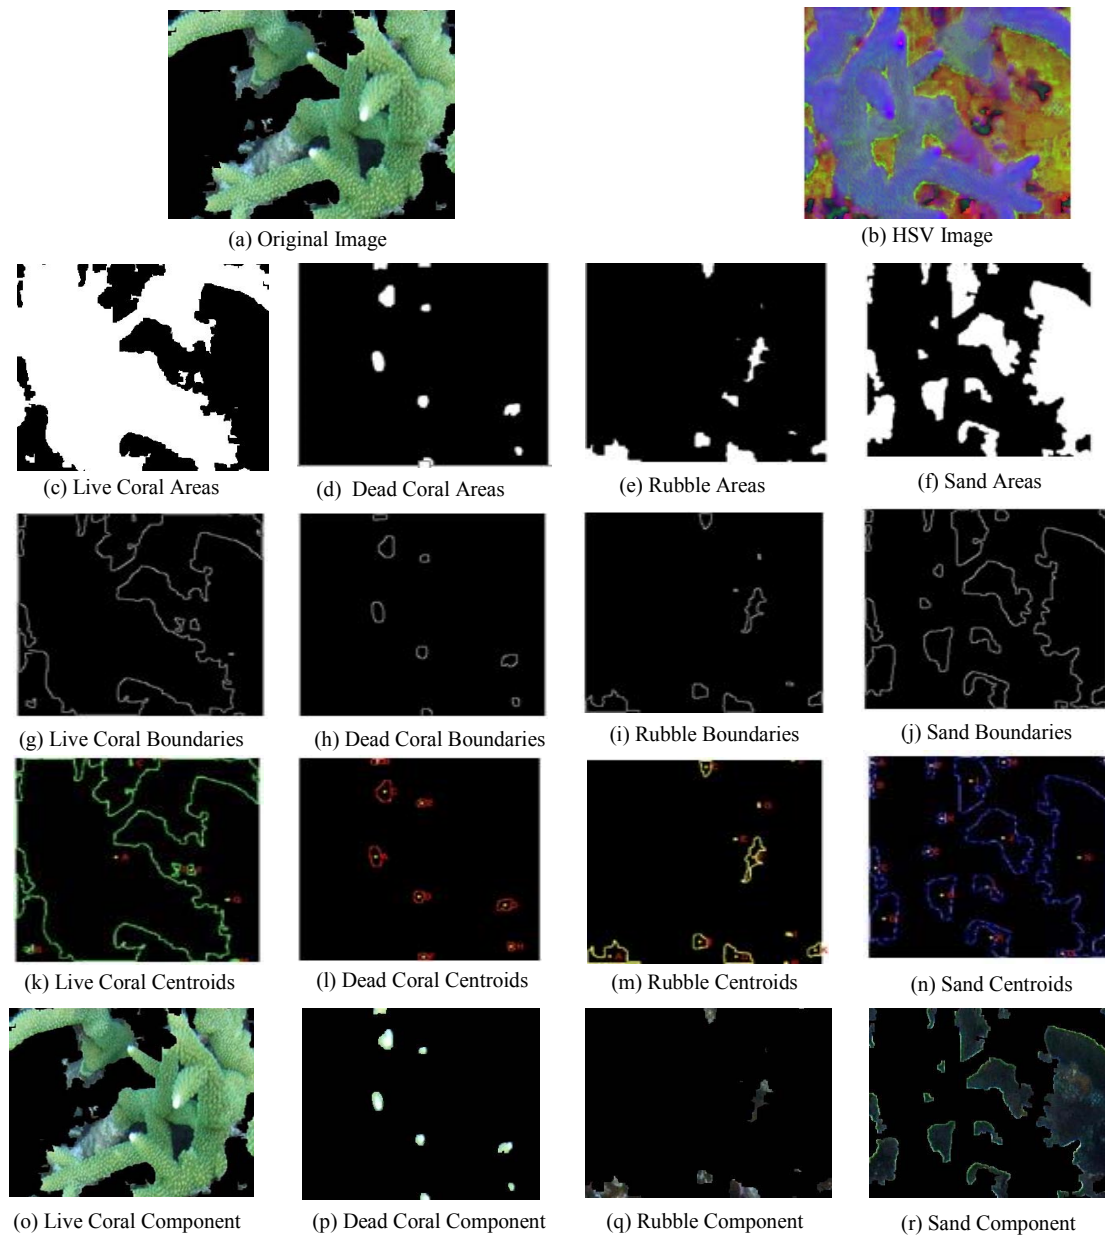 (a) Original Image
(b) HSV Image
(c) Live Coral Areas
(d) Dead Coral Areas
(e) Rubble Areas
(f) Sand Areas
(g) Live Coral Boundaries
(h) Dead Coral Boundaries
(i) Rubble Boundaries
(j) Sand Boundaries
(k) Live Coral Centroids
(l) Dead Coral Centroids
(m) Rubble Centroids
(n) Sand Centroids
(o) Live Coral Component
(p) Dead Coral Component
(q) Rubble Component
(r) Sand Component